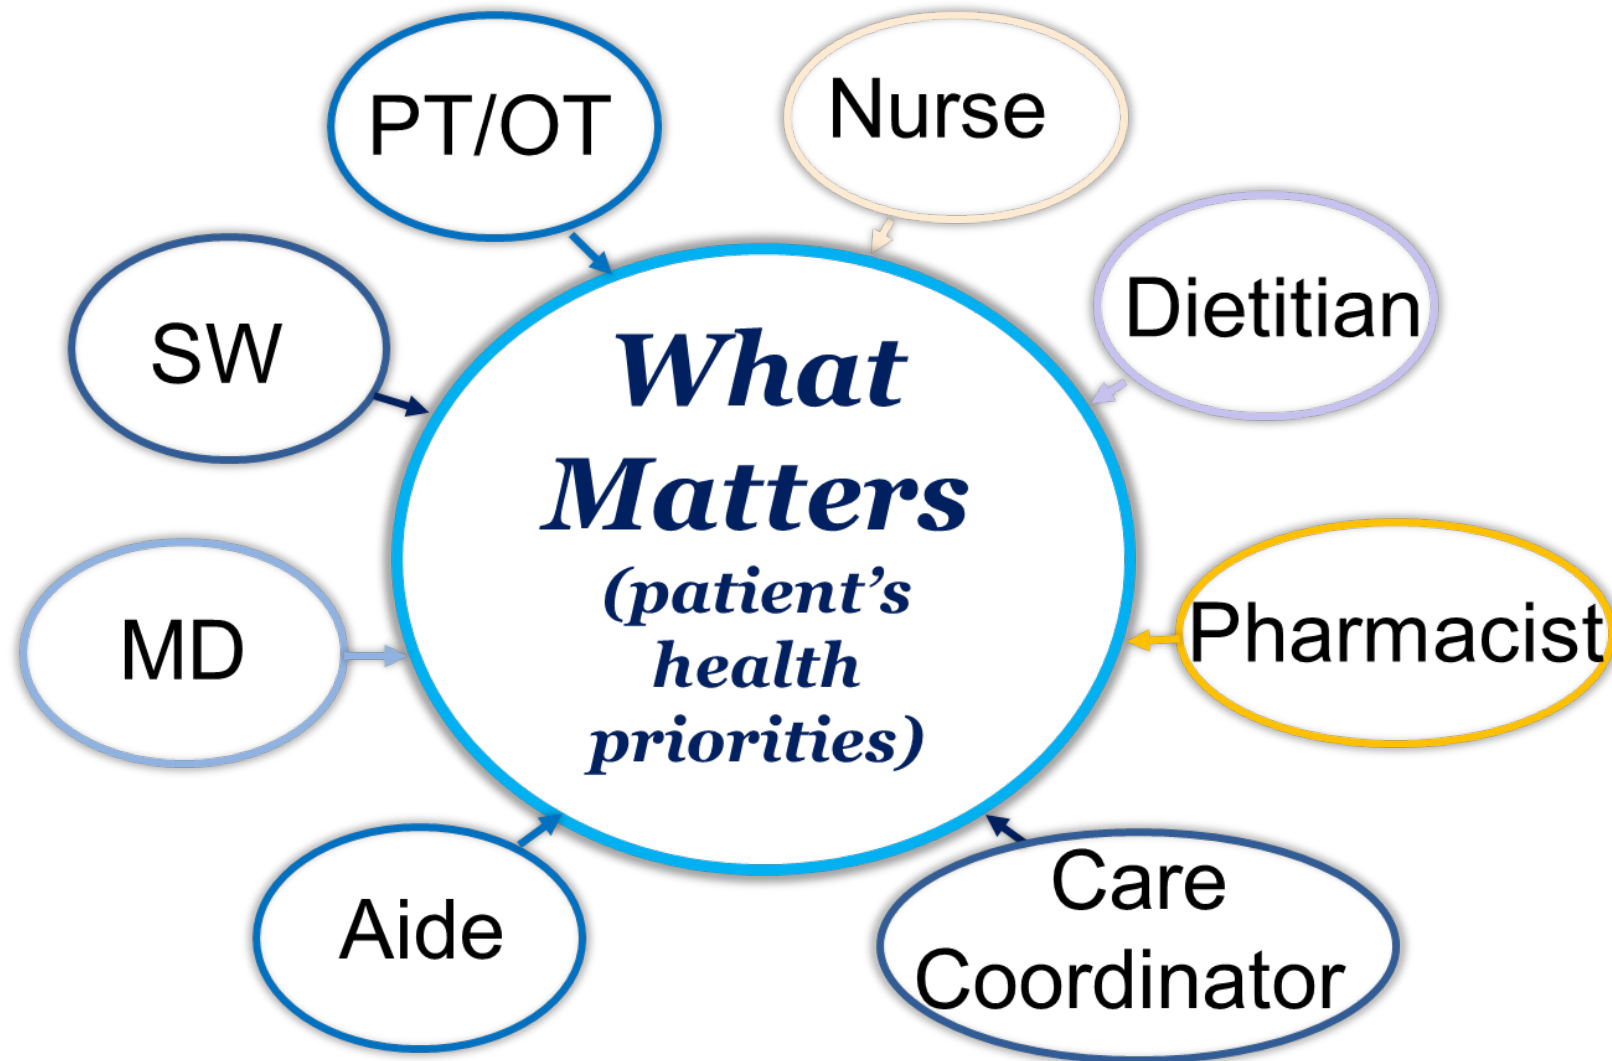 PT/OT
Nurse
SW
Dietitian
What
Matters
(patient’s
health
priorities)
MD
Pharmacist
Aide
Care
Coordinator